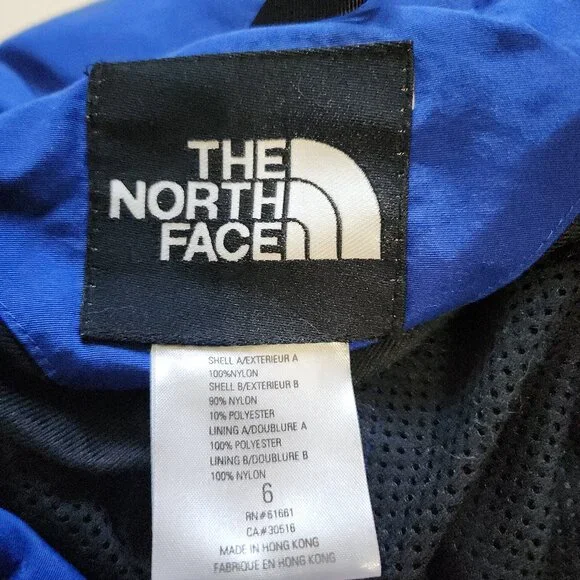 THE
NORTH
FACE
SHELL A/EXTERIEUR A
100%NYLON
SHELL B/EXTERIEUR B
90% NYLON
10% POLYESTER
LINING A/DOUBLURE A
100% POLYESTER
LINING B/DOUBLURE B
100% NYLON
6
RN#61661
CA#30516
MADE IN HONG KONG
FABRIQUE EN HONG KONG